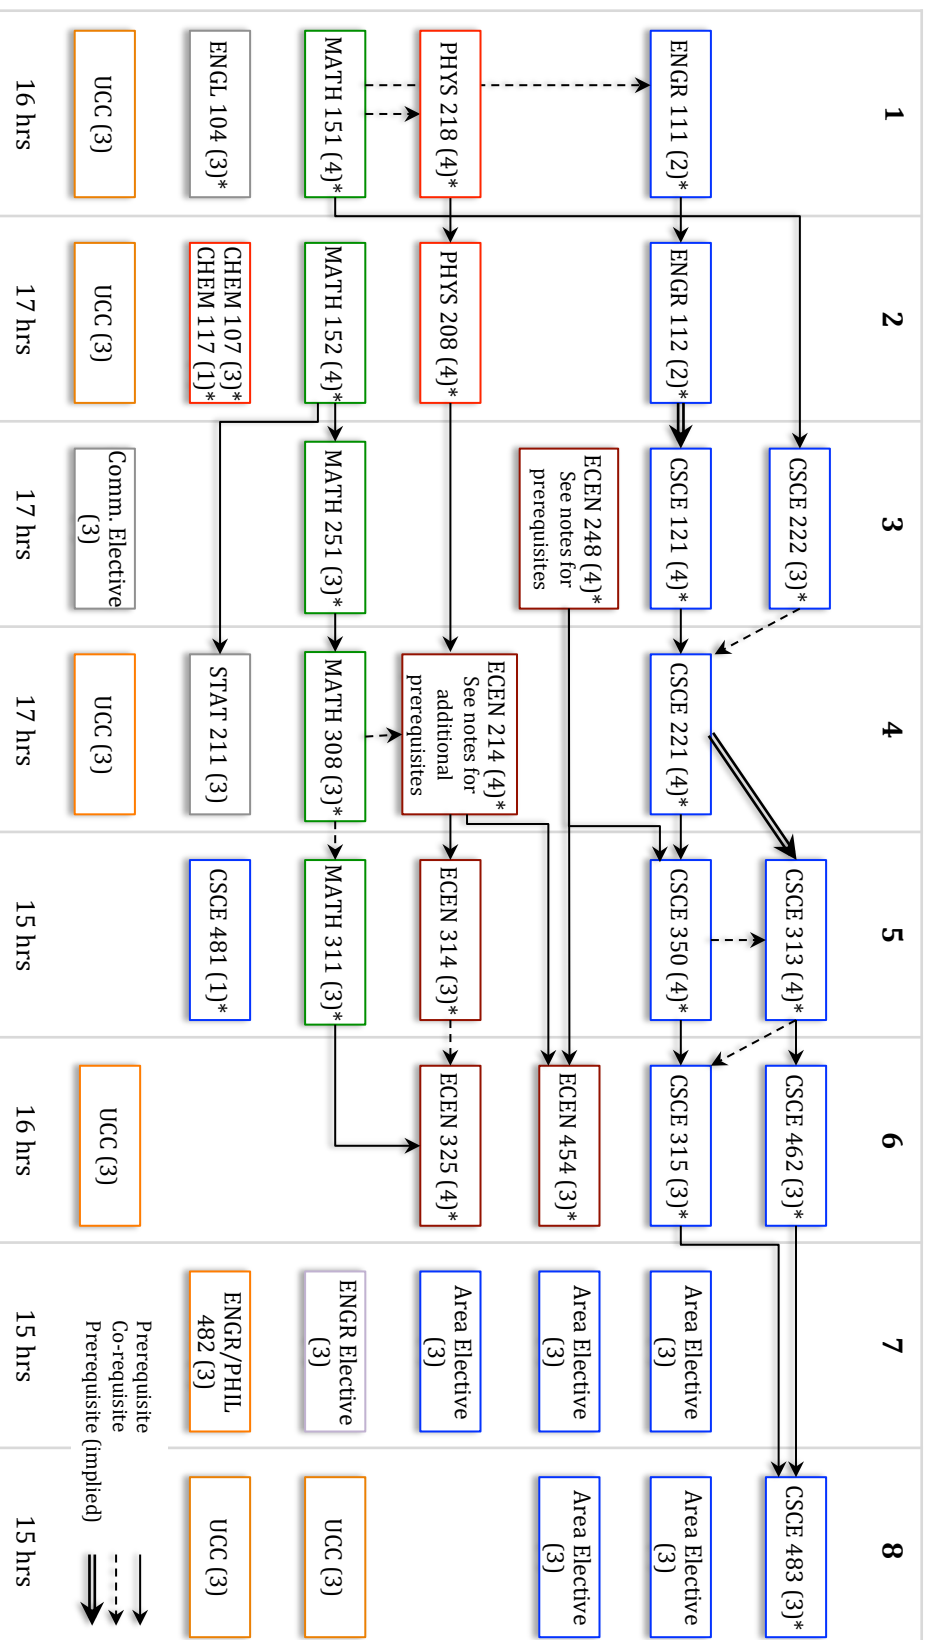 1
ENGR 111 (2)*
PHYS 218 (4)*
MATH 151 (4)*
ENGL 104 (3)*
UCC (3)
16 hrs
2
ENGR 112 (2)*
PHYS 208 (4)*
MATH 152 (4)*
CHEM 107 (3)*
CHEM 117 (1)*
UCC (3)
17 hrs
3
CSCE 222 (3)*
CSCE 121 (4)*
ECEN 248 (4)*
See notes for
prerequisites
MATH 251 (3)*
Comm. Elective
(3)
17 hrs
4
CSCE 221 (4)*
ECEN 214 (4)*
See notes for
additional
prerequisites
MATH 308 (3)*
STAT 211 (3)
UCC (3)
17 hrs
5
CSCE 313 (4)*
CSCE 350 (4)*
ECEN 314 (3)*
MATH 311 (3)*
CSCE 481 (1)*
15 hrs
6
CSCE 462 (3)*
CSCE 315 (3)*
ECEN 454 (3)*
ECEN 325 (4)*
UCC (3)
16 hrs
7
Area Elective
(3)
Area Elective
(3)
Area Elective
(3)
ENGR Elective
(3)
ENGR/PHIL
482 (3)
15 hrs
8
CSCE 483 (3)*
Area Elective
(3)
Area Elective
(3)
UCC (3)
UCC (3)
15 hrs
Prerequisite
Co-requisite
Prerequisite (implied)